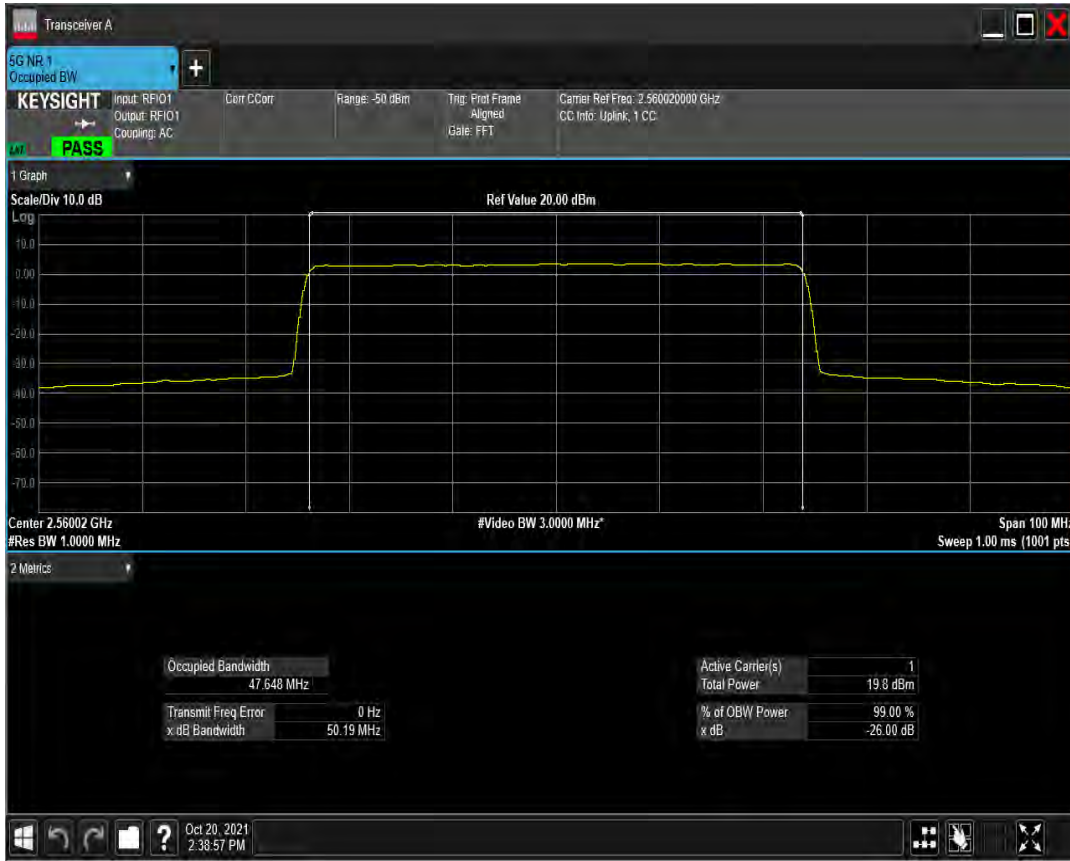 Transceiver A
5G NR 1
Occupied BW
+
KEYSIGHT
Input: RFIO1
Output: RFIO1
Coupling: AC
Corr CCorr
Range: -50 dBm
Trig: Prot Frame
Aligned
Gate: FFT
Carrier Ref Freq: 2.560020000 GHz
CC Info: Uplink, 1 CC
PASS
1 Graph
Scale/Div 10.0 dB
Ref Value 20.00 dBm
Log
10.0
0.00
-10.0
-20.0
-30.0
-40.0
-50.0
-60.0
-70.0
Center 2.56002 GHz
#Video BW 3.0000 MHz*
Span 100 MHz
#Res BW 1.0000 MHz
Sweep 1.00 ms (1001 pts
2 Metrics
Occupied Bandwidth
47.648 MHz
Transmit Freq Error 0 Hz
x dB Bandwidth 50.19 MHz
Active Carrier(s) 1
Total Power 19.8 dBm
% of OBW Power 99.00 %
x dB -26.00 dB
?
Oct 20, 2021
2:38:57 PM